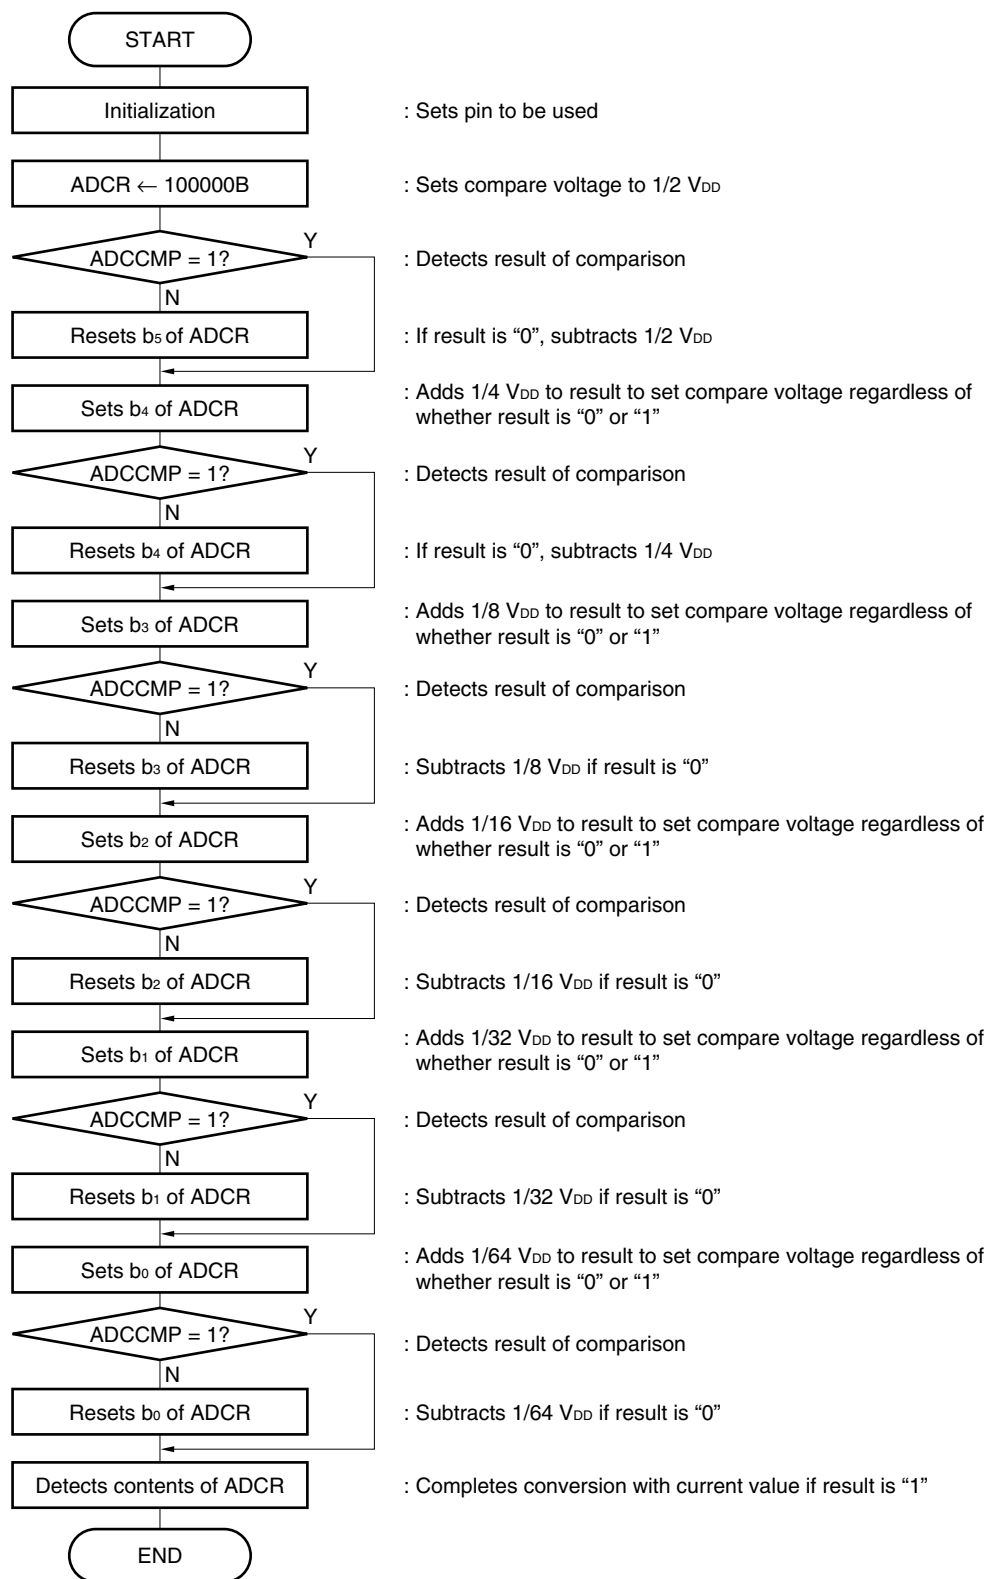 START
Initialization : Sets pin to be used
ADCR ← 100000B : Sets compare voltage to 1/2 VDD
ADCCMP = 1? Y : Detects result of comparison
N
Resets b5 of ADCR : If result is “0”, subtracts 1/2 VDD
Sets b4 of ADCR : Adds 1/4 VDD to result to set compare voltage regardless of
whether result is “0” or “1”
ADCCMP = 1? Y : Detects result of comparison
N
Resets b4 of ADCR : If result is “0”, subtracts 1/4 VDD
Sets b3 of ADCR : Adds 1/8 VDD to result to set compare voltage regardless of
whether result is “0” or “1”
ADCCMP = 1? Y : Detects result of comparison
N
Resets b3 of ADCR : Subtracts 1/8 VDD if result is “0”
Sets b2 of ADCR : Adds 1/16 VDD to result to set compare voltage regardless of
whether result is “0” or “1”
ADCCMP = 1? Y : Detects result of comparison
N
Resets b2 of ADCR : Subtracts 1/16 VDD if result is “0”
Sets b1 of ADCR : Adds 1/32 VDD to result to set compare voltage regardless of
whether result is “0” or “1”
ADCCMP = 1? Y : Detects result of comparison
N
Resets b1 of ADCR : Subtracts 1/32 VDD if result is “0”
Sets b0 of ADCR : Adds 1/64 VDD to result to set compare voltage regardless of
whether result is “0” or “1”
ADCCMP = 1? Y : Detects result of comparison
N
Resets b0 of ADCR : Subtracts 1/64 VDD if result is “0”
Detects contents of ADCR : Completes conversion with current value if result is “1”
END